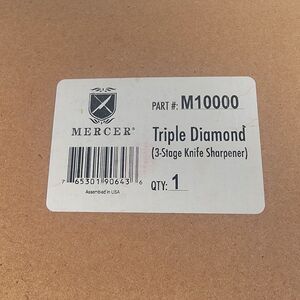 PART #: M10000
MERCER®
Triple Diamond
(3-Stage Knife Sharpener)
7 65301 90643 6
Assembled in USA
QTY: 1